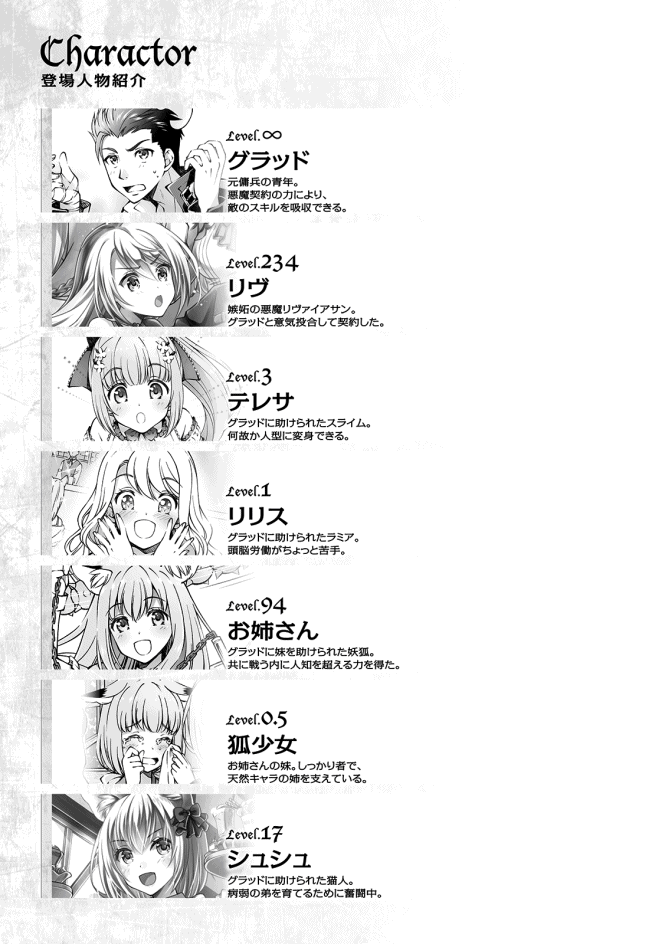 Charactor
登場人物紹介
Level.∞
グラッド
元傭兵の青年。
悪魔契約の力により、
敵のスキルを吸収できる。
Level.234
リヴ
嫉妬の悪魔リヴァイアサン。
グラッドと意気投合して契約した。
Level.3
テレサ
グラッドに助けられたスライム。
何故か人型に変身できる。
Level.1
リリス
グラッドに助けられたラミア。
頭脳労働がちょっと苦手。
Level.94
お姉さん
グラッドに妹を助けられた妖狐。
共に戦う内に人知を超える力を得た。
Level.0.5
狐少女
お姉さんの妹。しっかり者で、
天然キャラの姉を支えている。
Level.17
シュシュ
グラッドに助けられた猫人。
病弱の弟を育てるために奮闘中。